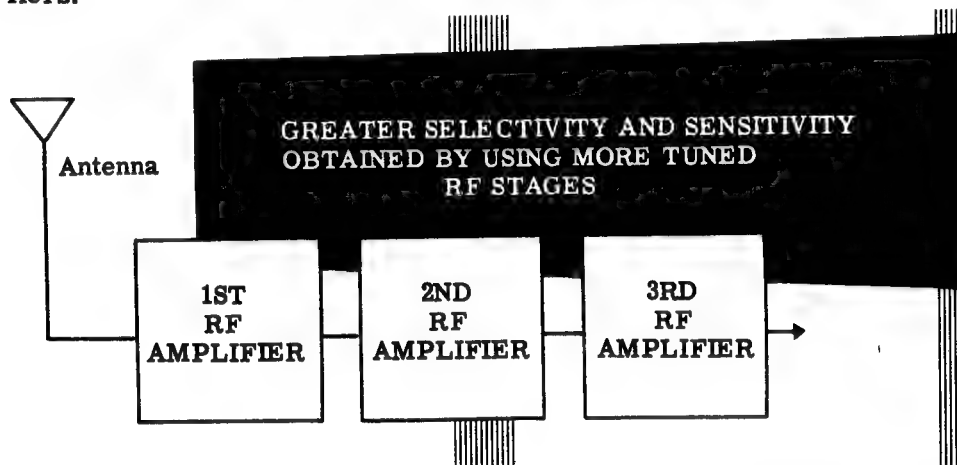 GREATER SELECTIVITY AND SENSITIVITY
OBTAINED BY USING MORE TUNED
RF STAGES
Antenna
1ST
RF
AMPLIFIER
2ND
RF
AMPLIFIER
3RD
RF
AMPLIFIER